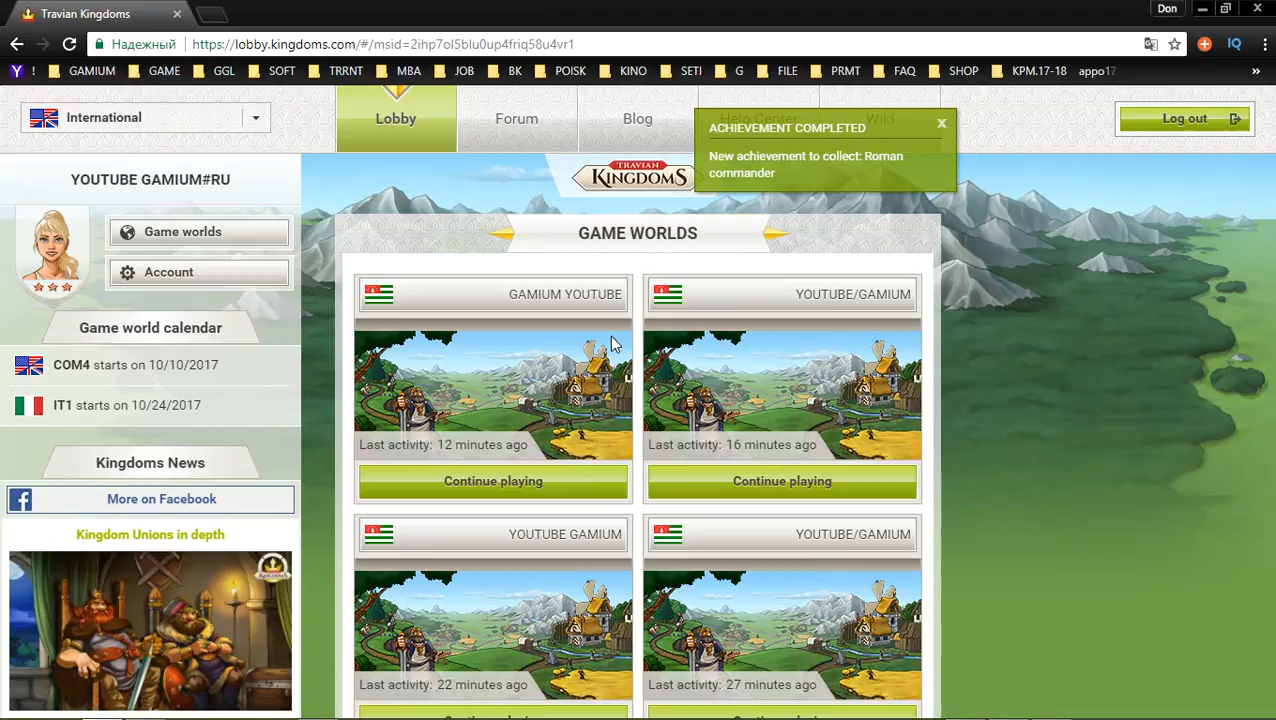 Travian Kingdoms
Don
Надежный
https://lobby.kingdoms.com/#/msid=2ihp7ol5blu0up4friq58u4vr1
IQ
Y ! GAMIUM GAME GGL SOFT TRRNT MBA JOB BK POISK KINO SETI G FILE PRMT FAQ SHOP KPM.17-18 appo17 »
International
Lobby
Forum
Blog
Help Center
Wiki
Log out
ACHIEVEMENT COMPLETED
x
New achievement to collect: Roman
commander
TRAVIAN
KINGDOMS
YOUTUBE GAMIUM#RU
Game worlds
Account
Game world calendar
COM4 starts on 10/10/2017
IT1 starts on 10/24/2017
Kingdoms News
More on Facebook
Kingdom Unions in depth
GAME WORLDS
GAMIUM YOUTUBE
YOUTUBE/GAMIUM
Last activity: 12 minutes ago
Last activity: 16 minutes ago
Continue playing
Continue playing
YOUTUBE GAMIUM
YOUTUBE/GAMIUM
Last activity: 22 minutes ago
Last activity: 27 minutes ago